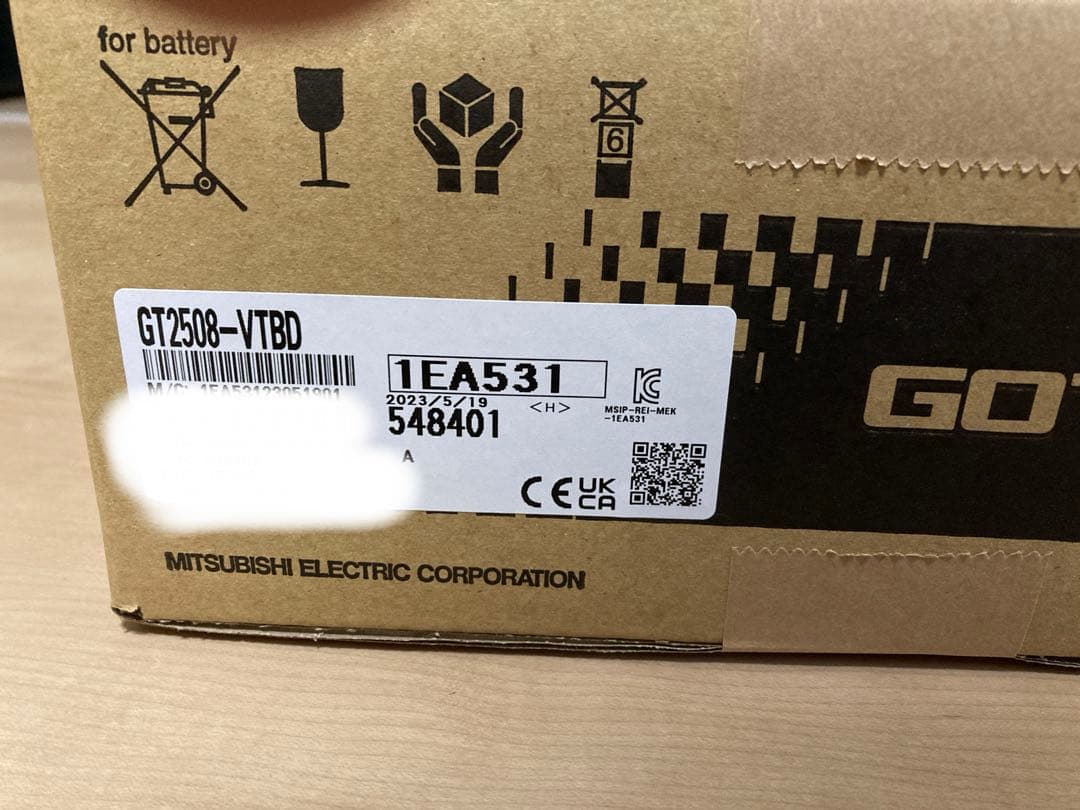 for battery
6
GT2508-VTBD
1EA531
2023/5/19
<H>
548401
MSIP-REI-MEK
-1EA531
A
CE
UK
CA
GO
MITSUBISHI ELECTRIC CORPORATION